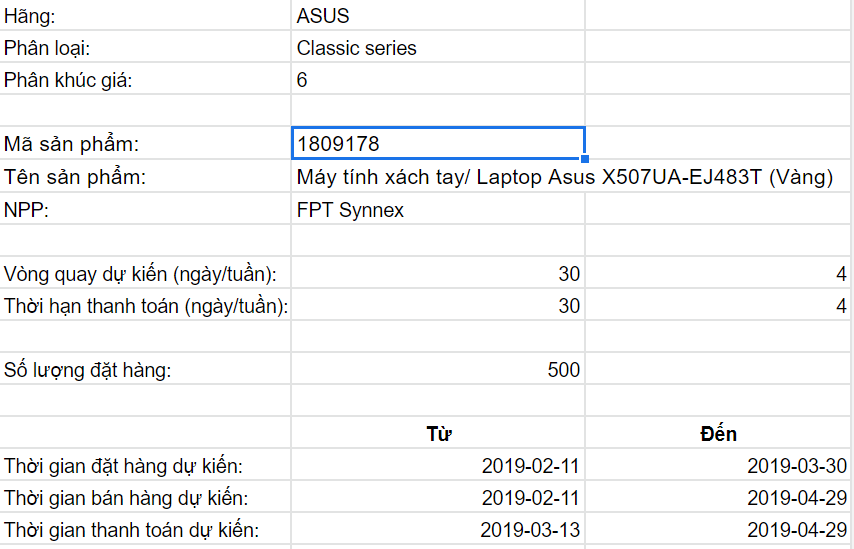 Hãng: ASUS
Phân loại: Classic series
Phân khúc giá: 6
Mã sản phẩm: 1809178
Tên sản phẩm: Máy tính xách tay/ Laptop Asus X507UA-EJ483T (Vàng)
NPP: FPT Synnex
Vòng quay dự kiến (ngày/tuần): 30 4
Thời hạn thanh toán (ngày/tuần): 30 4
Số lượng đặt hàng: 500
Từ Đến
Thời gian đặt hàng dự kiến: 2019-02-11 2019-03-30
Thời gian bán hàng dự kiến: 2019-02-11 2019-04-29
Thời gian thanh toán dự kiến: 2019-03-13 2019-04-29